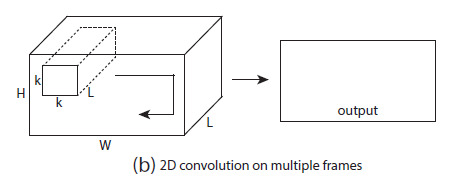 k
H
k
L
L
W
output
(b) 2D convolution on multiple frames